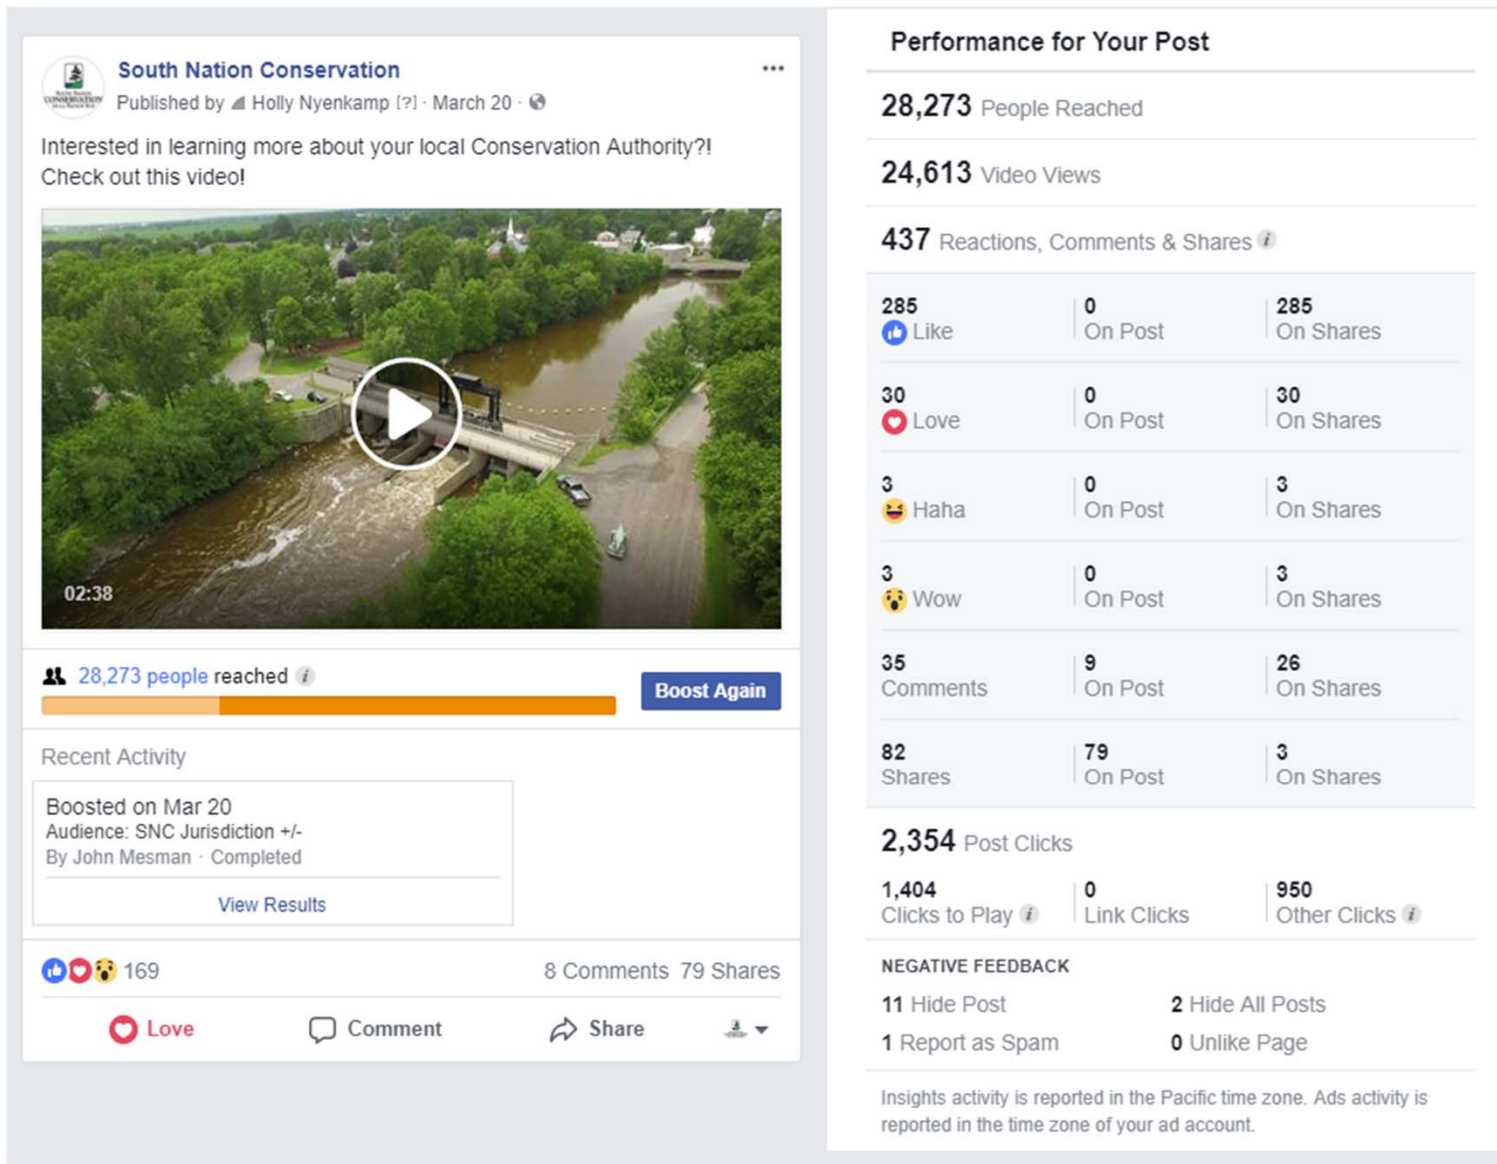 South Nation Conservation
Published by Holly Nyenkamp [?] · March 20 ·
Interested in learning more about your local Conservation Authority?!
Check out this video!
02:38
28,273 people reached
Boost Again
Recent Activity
Boosted on Mar 20
Audience: SNC Jurisdiction +/-
By John Mesman · Completed
View Results
169
8 Comments 79 Shares
Love Comment Share
Performance for Your Post
28,273 People Reached
24,613 Video Views
437 Reactions, Comments & Shares
285 0 285
Like On Post On Shares
30 0 30
Love On Post On Shares
3 0 3
Haha On Post On Shares
3 0 3
Wow On Post On Shares
35 9 26
Comments On Post On Shares
82 79 3
Shares On Post On Shares
2,354 Post Clicks
1,404 0 950
Clicks to Play Link Clicks Other Clicks
NEGATIVE FEEDBACK
11 Hide Post 2 Hide All Posts
1 Report as Spam 0 Unlike Page
Insights activity is reported in the Pacific time zone. Ads activity is
reported in the time zone of your ad account.